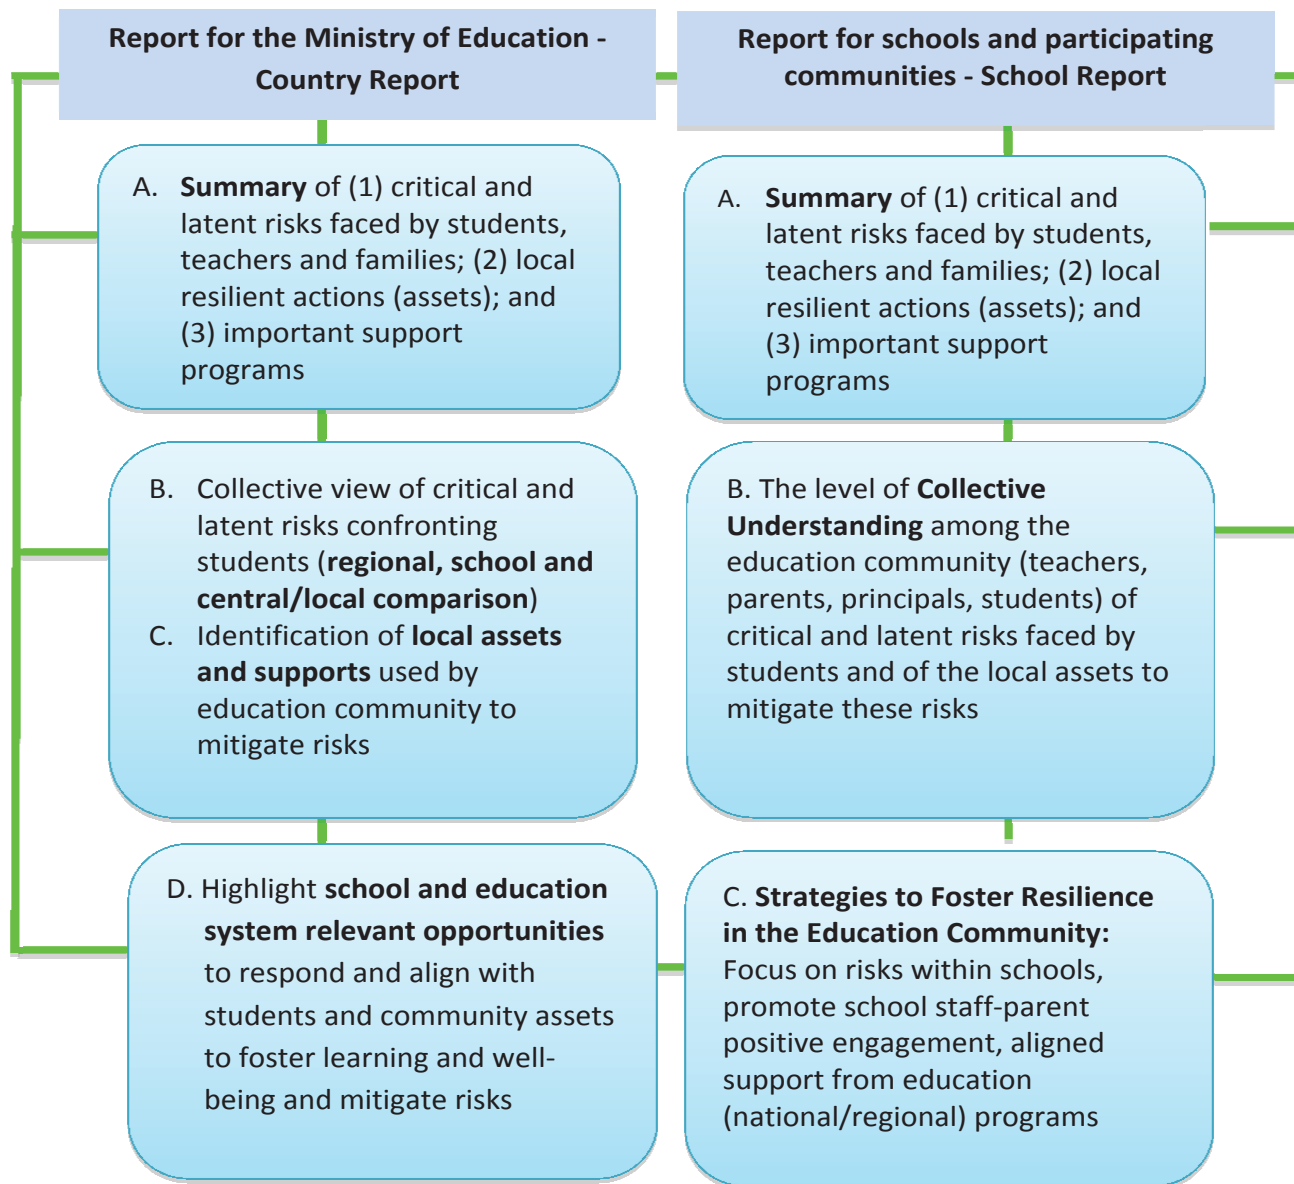 Report for the Ministry of Education -
Country Report
A. Summary of (1) critical and
latent risks faced by students,
teachers and families; (2) local
resilient actions (assets); and
(3) important support
programs
B. Collective view of critical and
latent risks confronting
students (regional, school and
central/local comparison)
C. Identification of local assets
and supports used by
education community to
mitigate risks
D. Highlight school and education
system relevant opportunities
to respond and align with
students and community assets
to foster learning and well-
being and mitigate risks
Report for schools and participating
communities - School Report
A. Summary of (1) critical and
latent risks faced by students,
teachers and families; (2) local
resilient actions (assets); and
(3) important support
programs
B. The level of Collective
Understanding among the
education community (teachers,
parents, principals, students) of
critical and latent risks faced by
students and of the local assets to
mitigate these risks
C. Strategies to Foster Resilience
in the Education Community:
Focus on risks within schools,
promote school staff-parent
positive engagement, aligned
support from education
(national/regional) programs